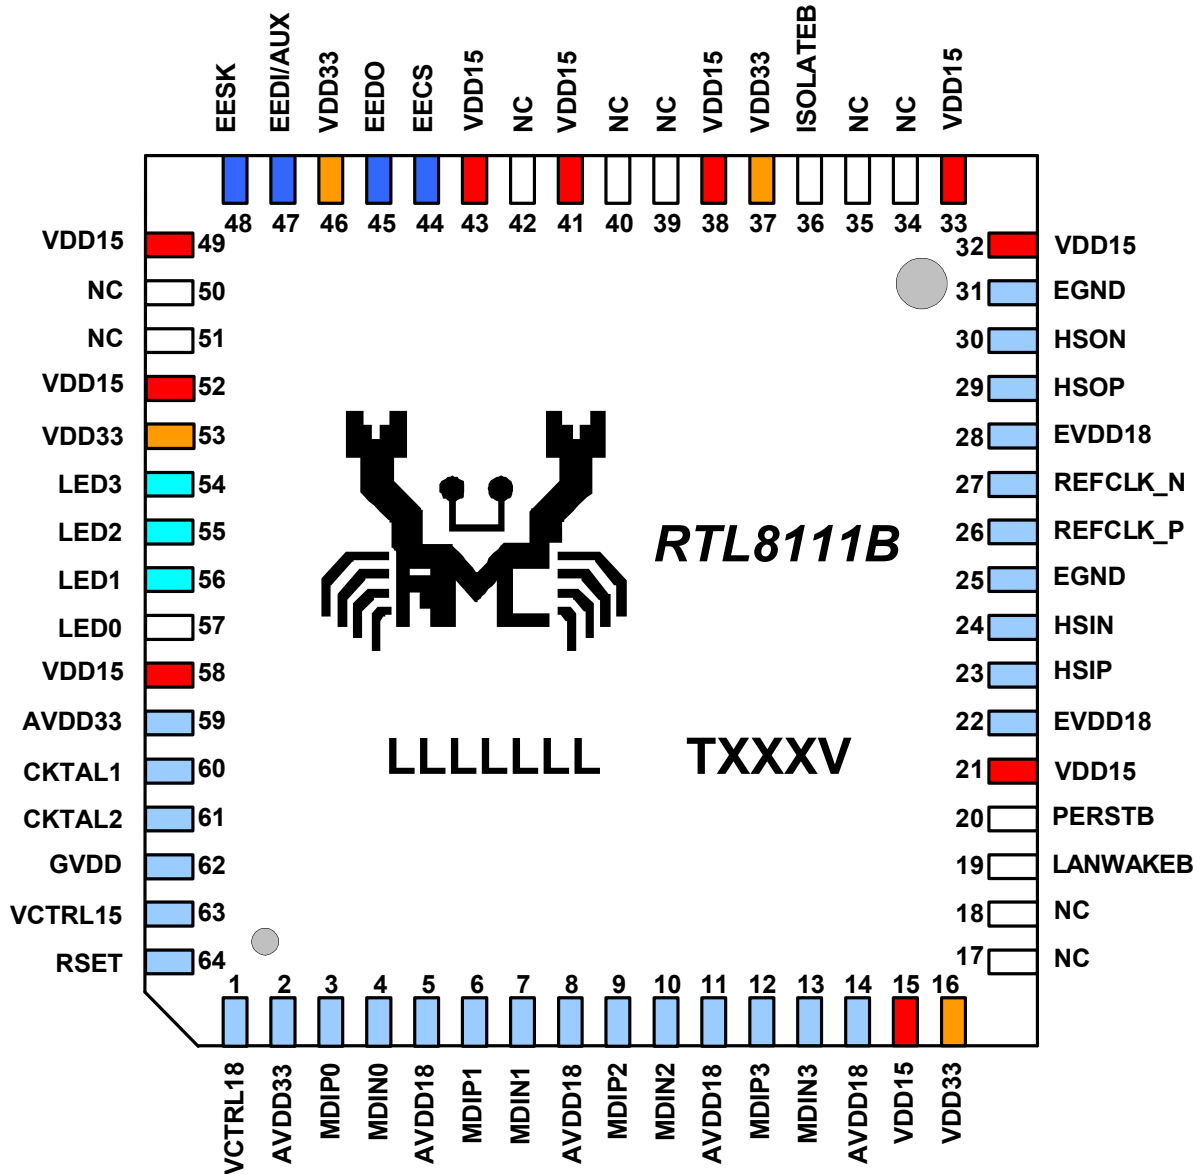 EESK EEDI/AUX VDD33 EEDO EECS VDD15 NC VDD15 NC NC VDD15 VDD33 ISOLATEB NC NC VDD15
48 47 46 45 44 43 42 41 40 39 38 37 36 35 34 33
VDD15 49 32 VDD15
NC 50 31 EGND
NC 51 30 HSON
VDD15 52 29 HSOP
VDD33 53 28 EVDD18
LED3 54 27 REFCLK_N
LED2 55 26 REFCLK_P
RTL8111B
LED1 56 25 EGND
LED0 57 24 HSIN
VDD15 58 23 HSIP
AVDD33 59 22 EVDD18
LLLLLLL TXXXV
CKTAL1 60 21 VDD15
CKTAL2 61 20 PERSTB
GVDD 62 19 LANWAKEB
VCTRL15 63 18 NC
RSET 64 17 NC
1 2 3 4 5 6 7 8 9 10 11 12 13 14 15 16
VCTRL18 AVDD33 MDIP0 MDIN0 AVDD18 MDIP1 MDIN1 AVDD18 MDIP2 MDIN2 AVDD18 MDIP3 MDIN3 AVDD18 VDD15 VDD33